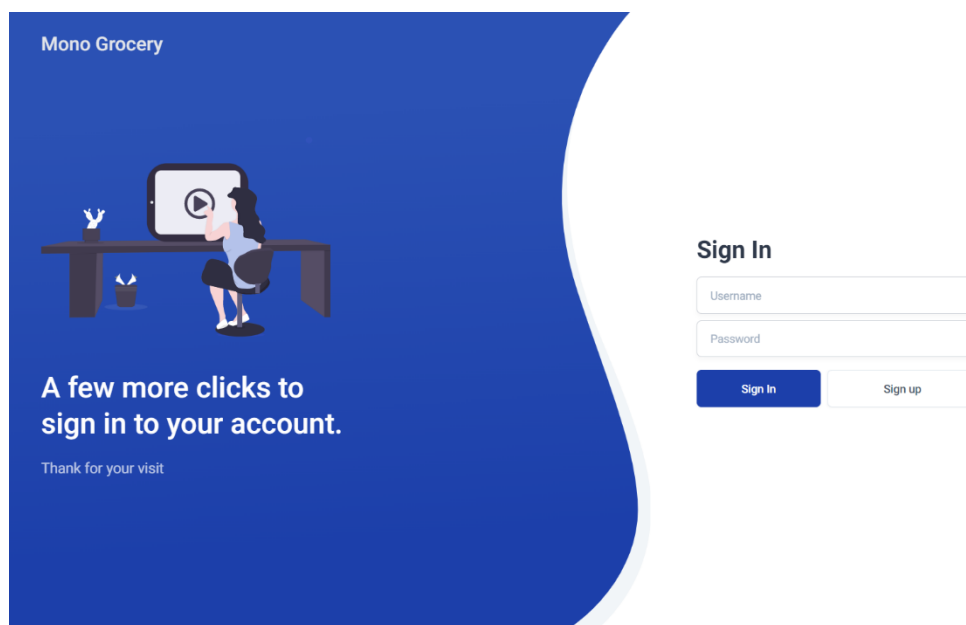 Mono Grocery
A few more clicks to
sign in to your account.
Thank for your visit
Sign In
Username
Password
Sign In
Sign up